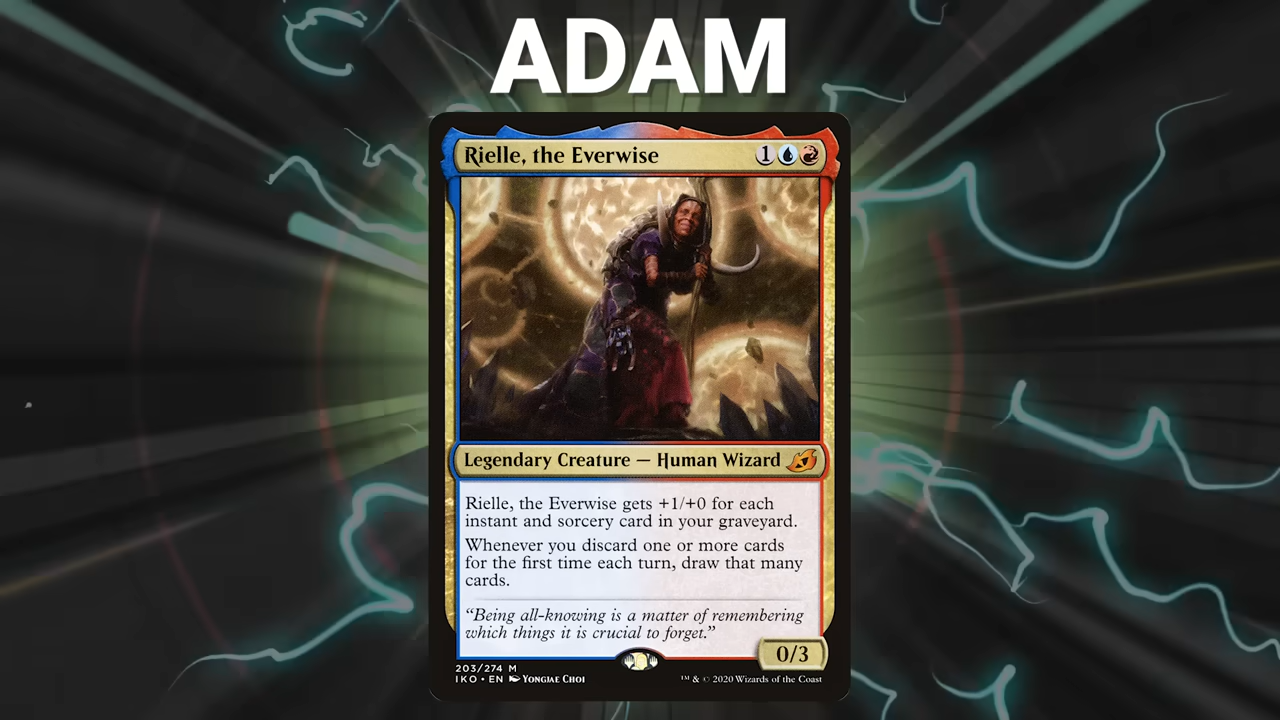 ADAM
Rielle, the Everwise 1
Legendary Creature — Human Wizard
Rielle, the Everwise gets +1/+0 for each
instant and sorcery card in your graveyard.
Whenever you discard one or more cards
for the first time each turn, draw that many
cards.
“Being all-knowing is a matter of remembering
which things it is crucial to forget.”
0/3
203/274 M
IKO • EN Yongjae Choi
™ & © 2020 Wizards of the Coast